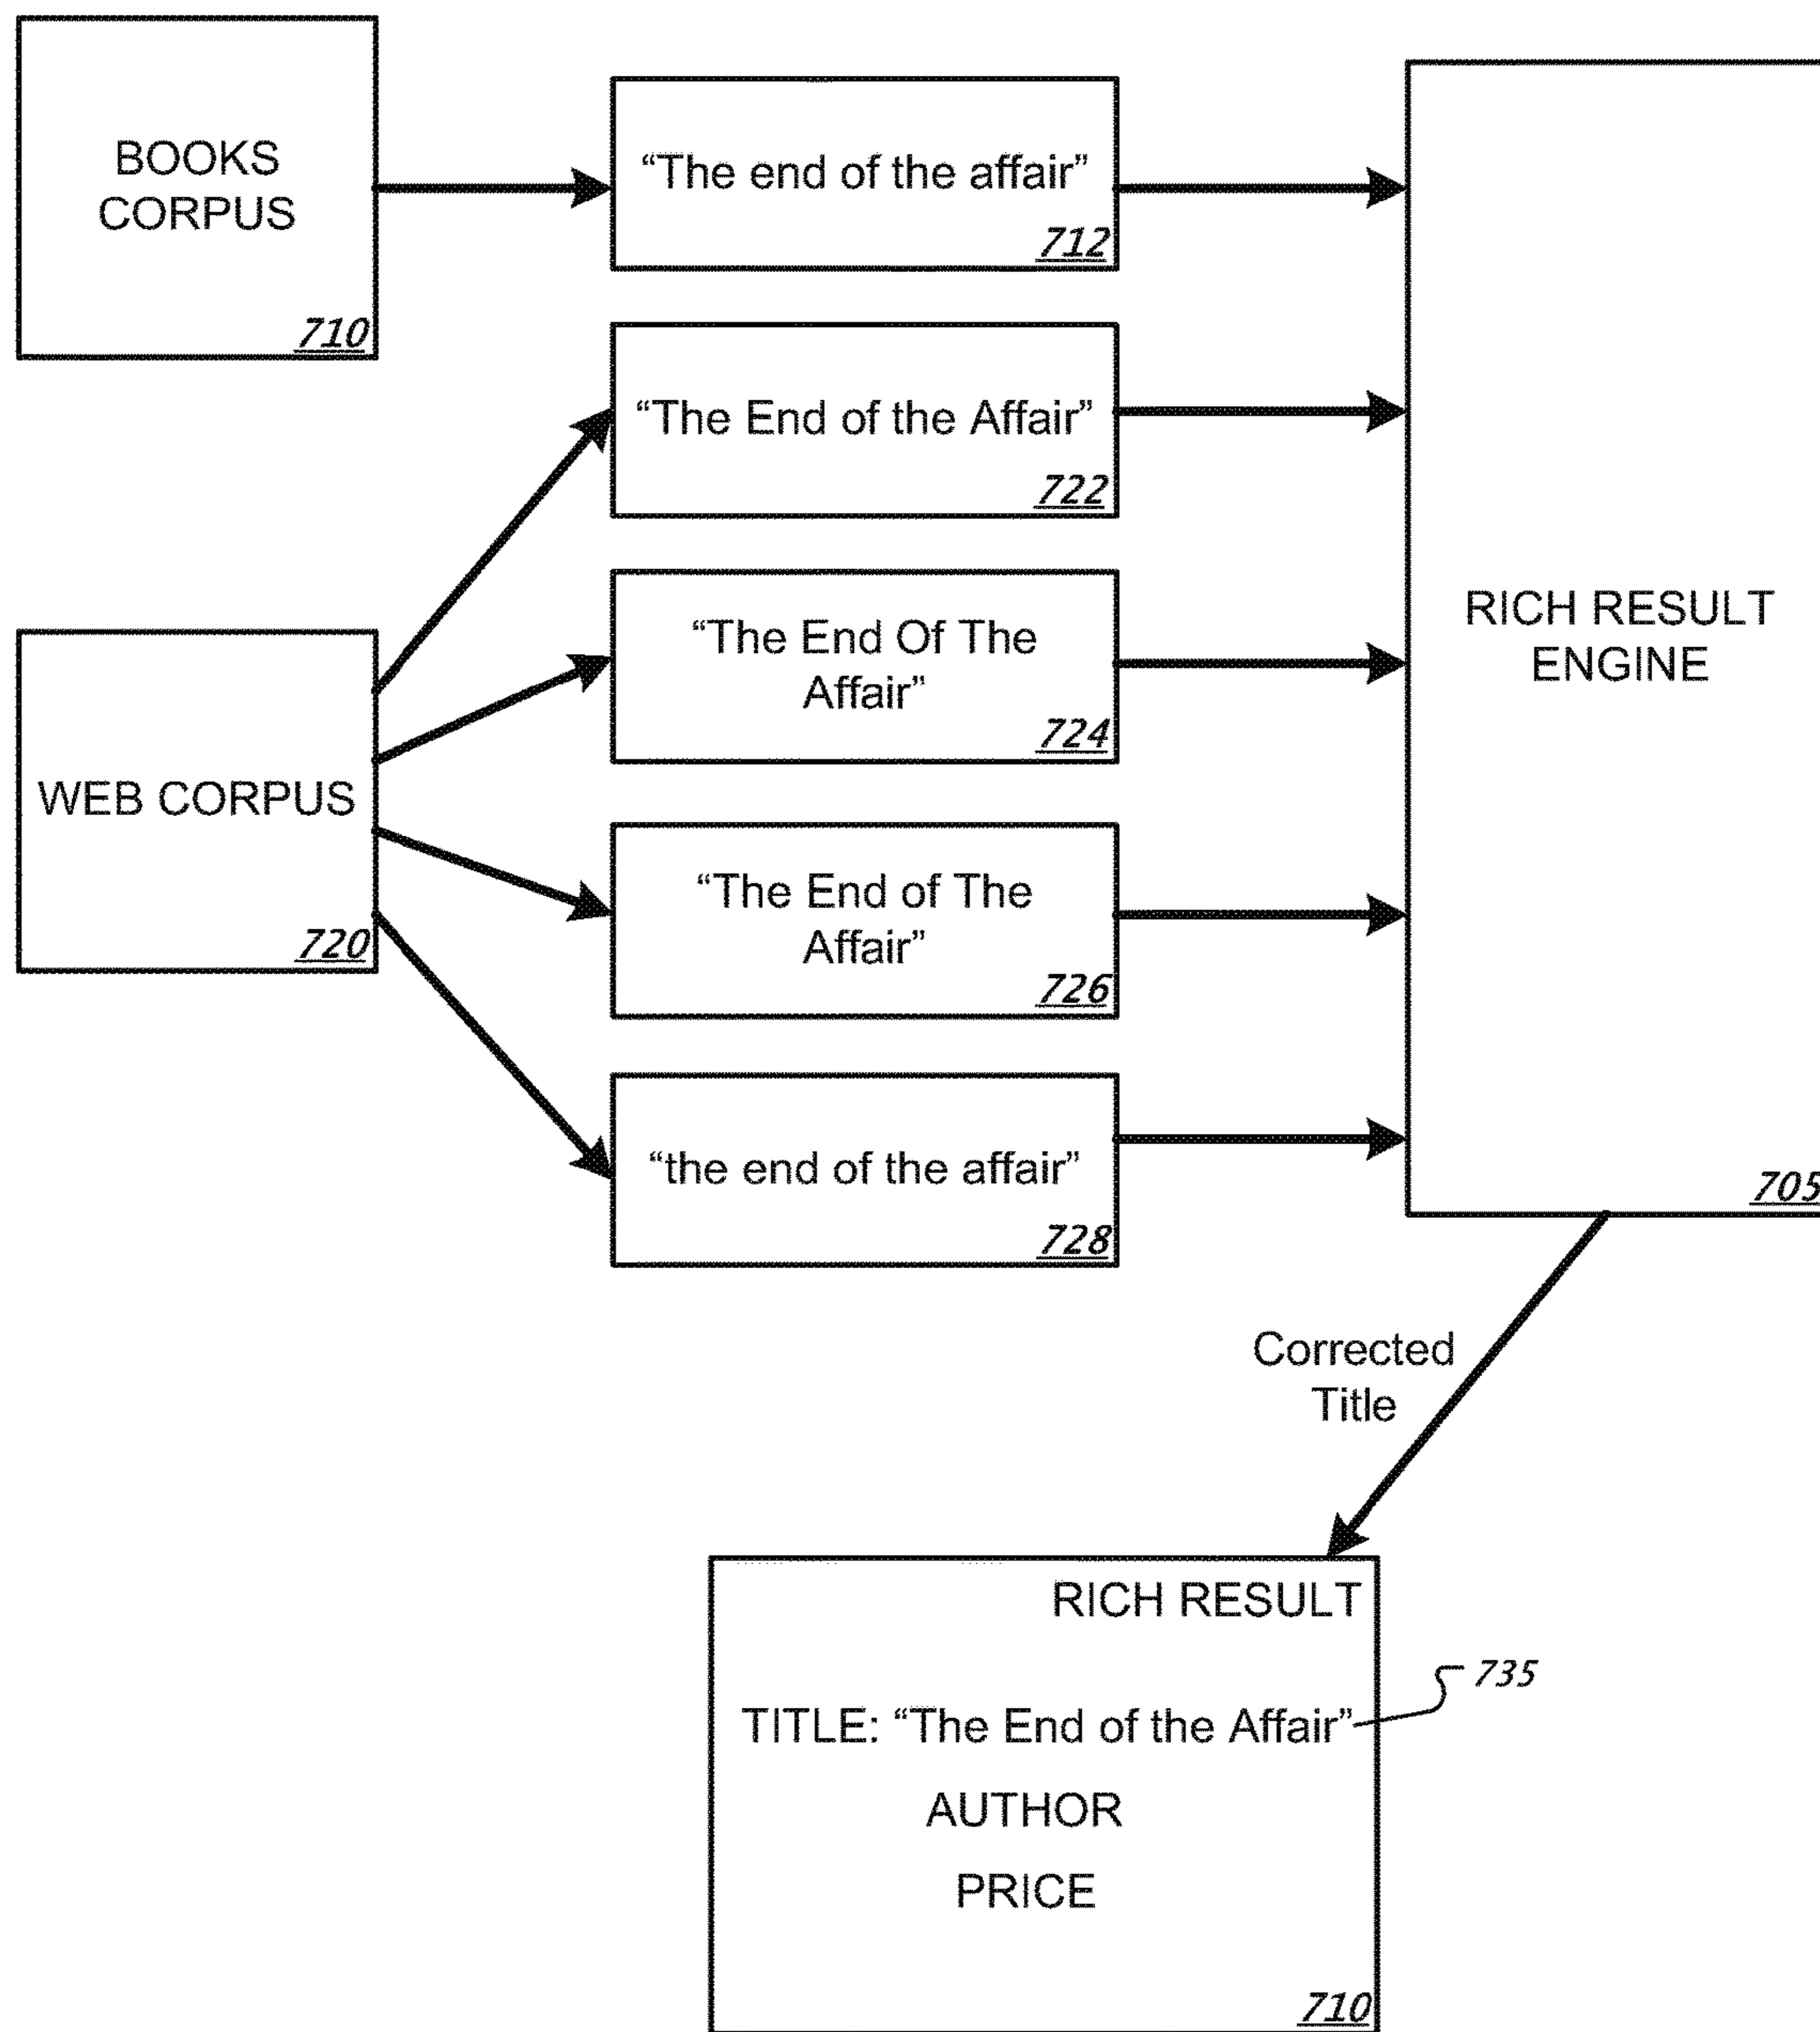 BOOKS
CORPUS
710
“The end of the affair”
712
“The End of the Affair”
722
“The End Of The
Affair”
724
WEB CORPUS
720
“The End of The
Affair”
726
“the end of the affair”
728
RICH RESULT
ENGINE
705
Corrected
Title
RICH RESULT
735
TITLE: “The End of the Affair”
AUTHOR
PRICE
710